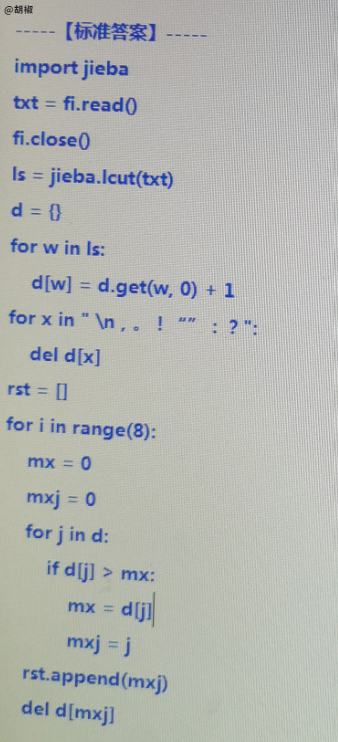 @胡椒
-----【标准答案】-----
import jieba
txt = fi.read()
fi.close()
ls = jieba.lcut(txt)
d = {}
for w in ls:
d[w] = d.get(w, 0) + 1
for x in " \n , 。 ! “” : ? ":
del d[x]
rst = []
for i in range(8):
mx = 0
mxj = 0
for j in d:
if d[j] > mx:
mx = d[j]
mxj = j
rst.append(mxj)
del d[mxj]